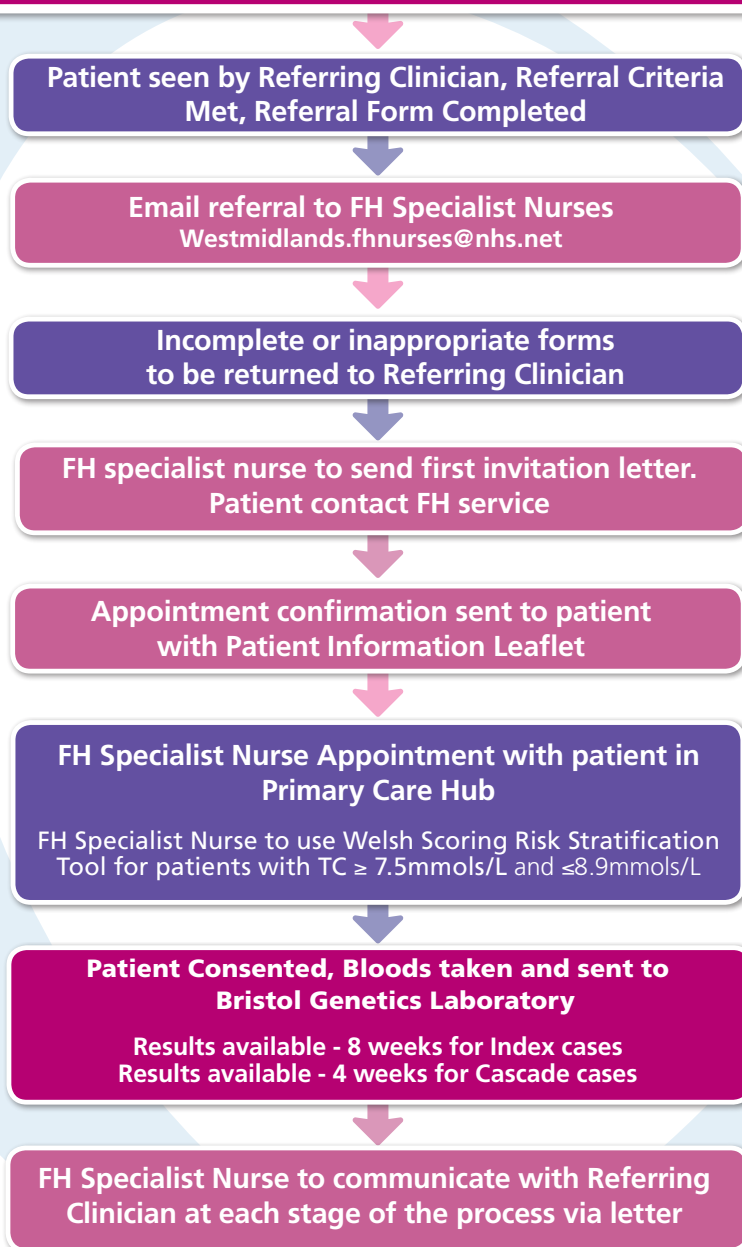 Patient seen by Referring Clinician, Referral Criteria
Met, Referral Form Completed
Email referral to FH Specialist Nurses
Westmidlands.fhnurses@nhs.net
Incomplete or inappropriate forms
to be returned to Referring Clinician
FH specialist nurse to send first invitation letter.
Patient contact FH service
Appointment confirmation sent to patient
with Patient Information Leaflet
FH Specialist Nurse Appointment with patient in
Primary Care Hub
FH Specialist Nurse to use Welsh Scoring Risk Stratification
Tool for patients with TC ≥ 7.5mmols/L and ≤8.9mmols/L
Patient Consented, Bloods taken and sent to
Bristol Genetics Laboratory
Results available - 8 weeks for Index cases
Results available - 4 weeks for Cascade cases
FH Specialist Nurse to communicate with Referring
Clinician at each stage of the process via letter